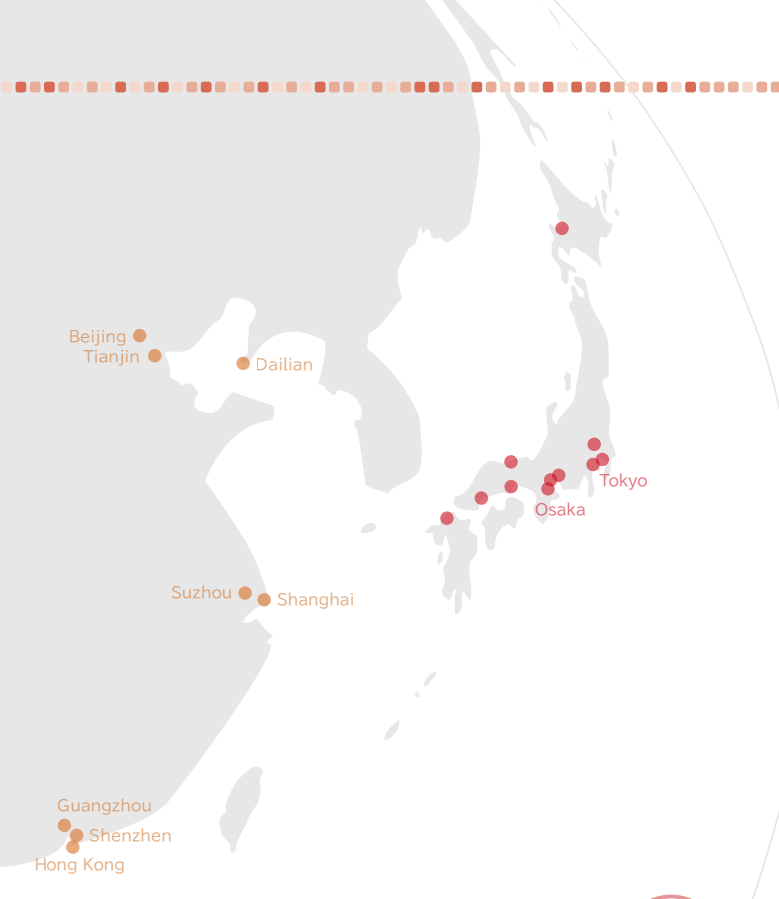 Beijing
Tianjin
Dailian
Tokyo
Osaka
Suzhou
Shanghai
Guangzhou
Shenzhen
Hong Kong